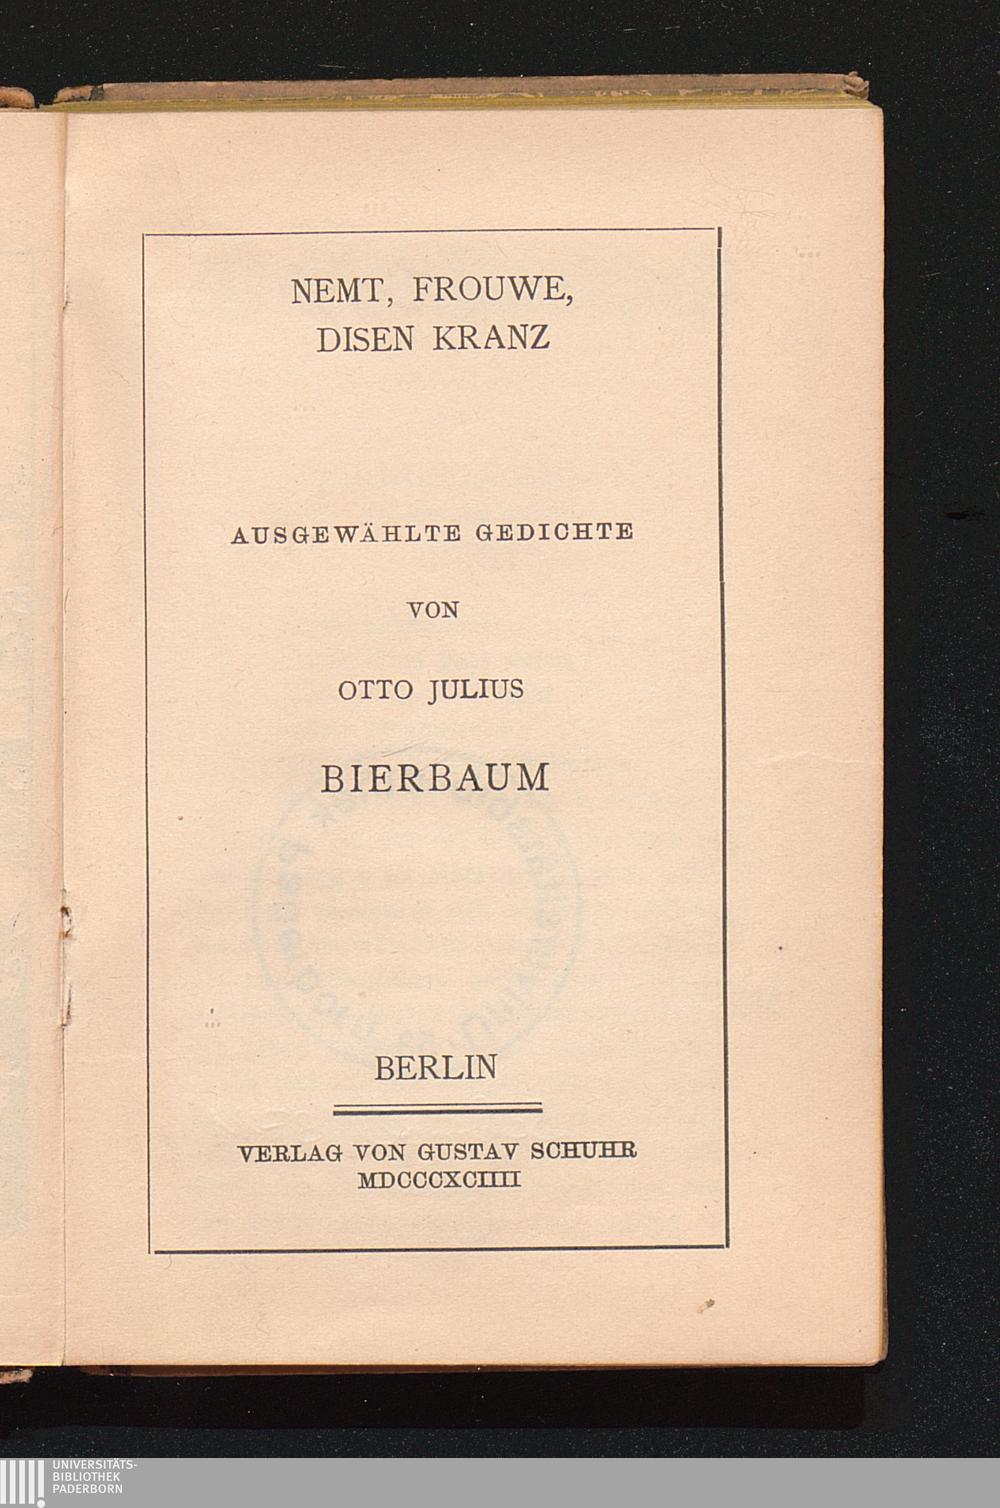 NEMT, FROUWE,
DISEN KRANZ
AUSGEWÄHLTE GEDICHTE
VON
OTTO JULIUS
BIERBAUM
BERLIN
VERLAG VON GUSTAV SCHUHR
MDCCCXCIIII
UNIVERSITÄTS-
BIBLIOTHEK
PADERBORN